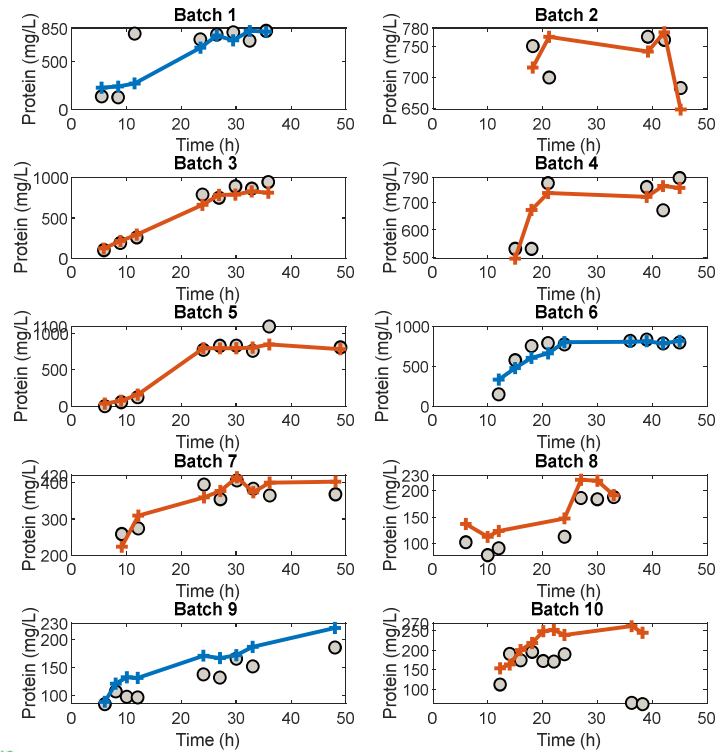 Batch 1
850
500
0
Protein (mg/L)
0 10 20 30 40 50
Time (h)
Batch 2
780
750
700
650
Protein (mg/L)
0 10 20 30 40 50
Time (h)
Batch 3
1000
500
0
Protein (mg/L)
0 10 20 30 40 50
Time (h)
Batch 4
790
700
600
500
Protein (mg/L)
0 10 20 30 40 50
Time (h)
Batch 5
1100
1000
500
0
Protein (mg/L)
0 10 20 30 40 50
Time (h)
Batch 6
1000
500
0
Protein (mg/L)
0 10 20 30 40 50
Time (h)
Batch 7
420
400
300
200
Protein (mg/L)
0 10 20 30 40 50
Time (h)
Batch 8
230
200
150
100
Protein (mg/L)
0 10 20 30 40 50
Time (h)
Batch 9
230
200
150
100
Protein (mg/L)
0 10 20 30 40 50
Time (h)
Batch 10
270
250
200
150
100
Protein (mg/L)
0 10 20 30 40 50
Time (h)